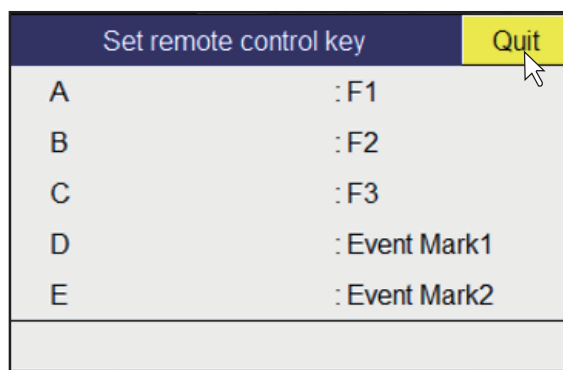 Set remote control key Quit
A : F1
B : F2
C : F3
D : Event Mark1
E : Event Mark2